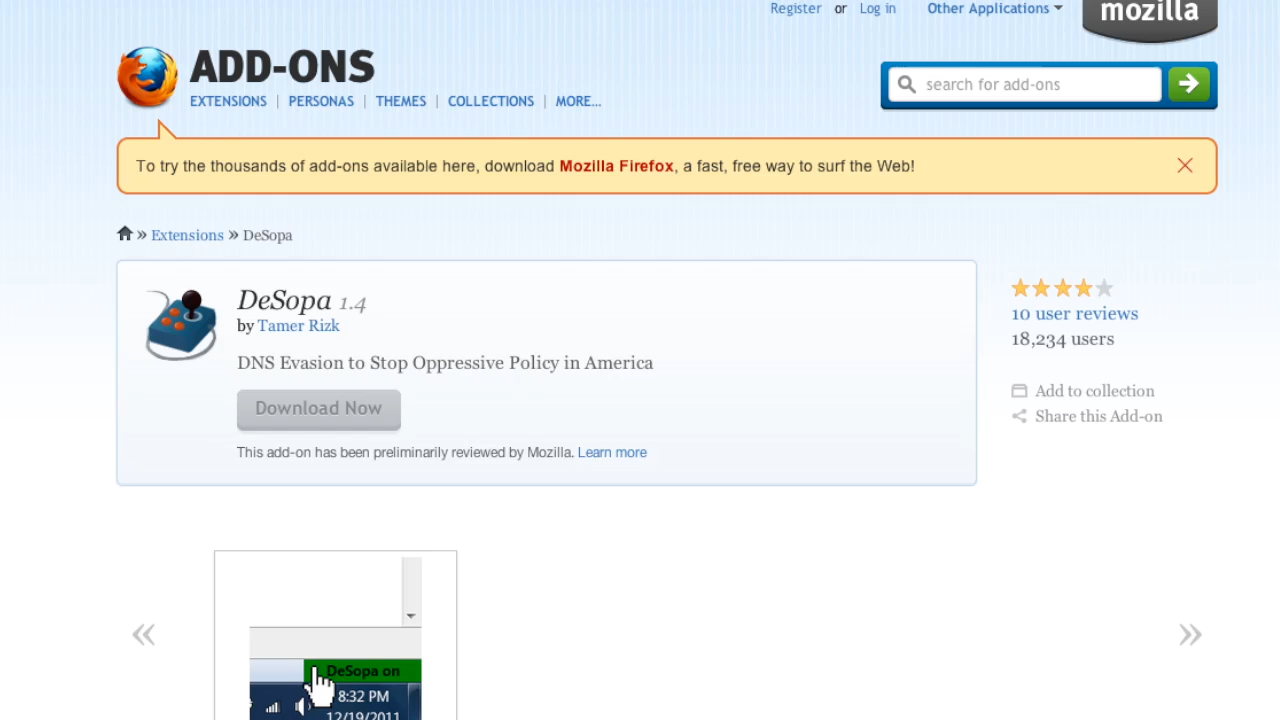 Register or Log in Other Applications
mozilla
ADD-ONS
EXTENSIONS | PERSONAS | THEMES | COLLECTIONS | MORE...
search for add-ons
To try the thousands of add-ons available here, download Mozilla Firefox, a fast, free way to surf the Web!
» Extensions » DeSopa
DeSopa 1.4
by Tamer Rizk
DNS Evasion to Stop Oppressive Policy in America
Download Now
This add-on has been preliminarily reviewed by Mozilla. Learn more
10 user reviews
18,234 users
Add to collection
Share this Add-on
«
»
DeSopa on
8:32 PM
12/19/2011